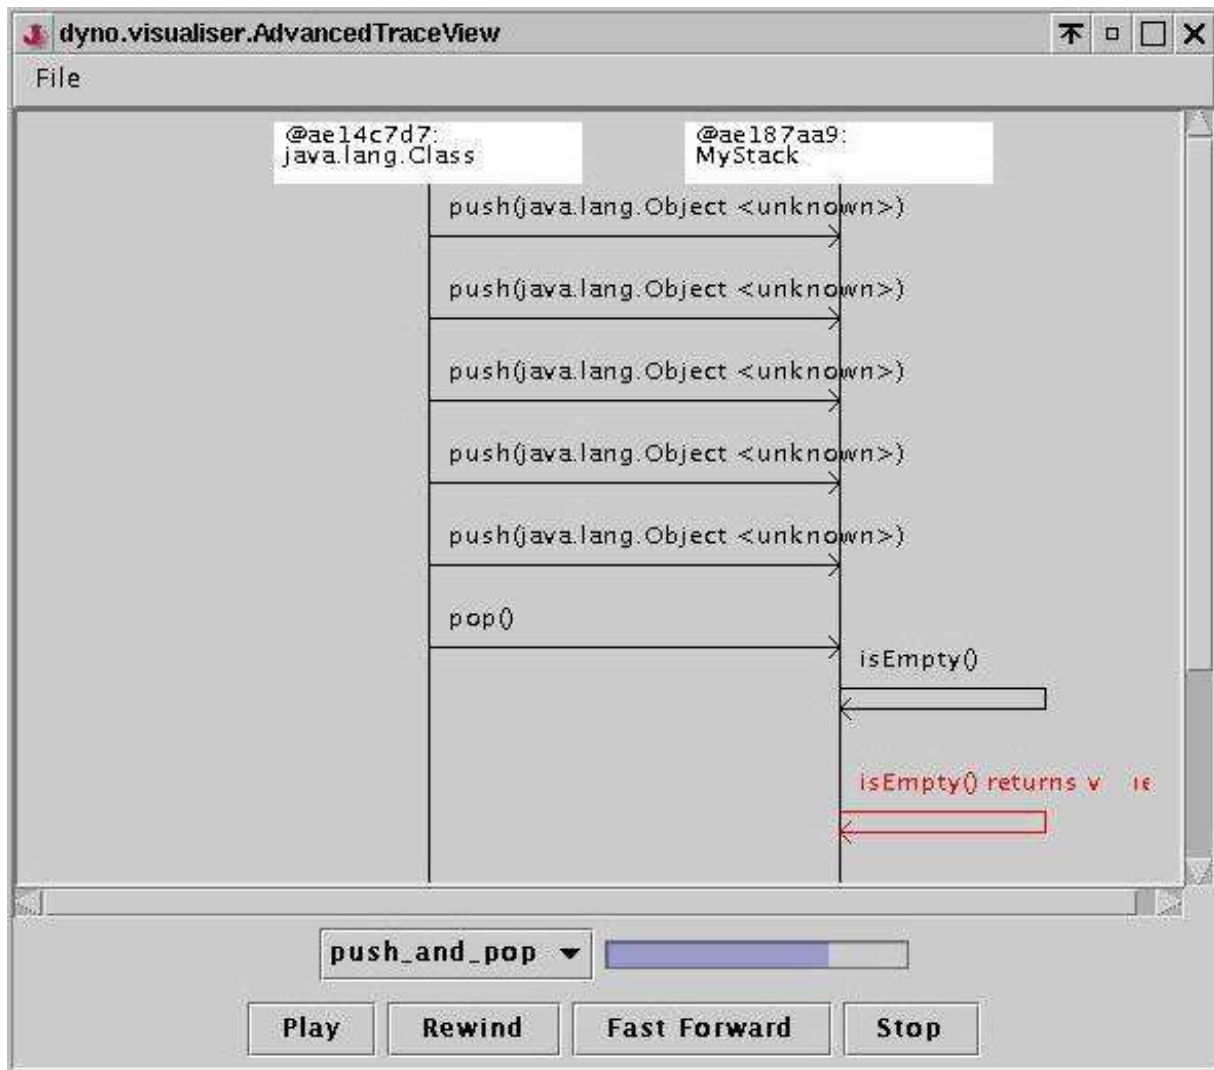 dyno.visualiser.AdvancedTraceView
File
@ae14c7d7:
java.lang.Class
@ae187aa9:
MyStack
push(java.lang.Object <unknown>)
push(java.lang.Object <unknown>)
push(java.lang.Object <unknown>)
push(java.lang.Object <unknown>)
push(java.lang.Object <unknown>)
pop()
isEmpty()
isEmpty() returns
push_and_pop
Play Rewind Fast Forward Stop